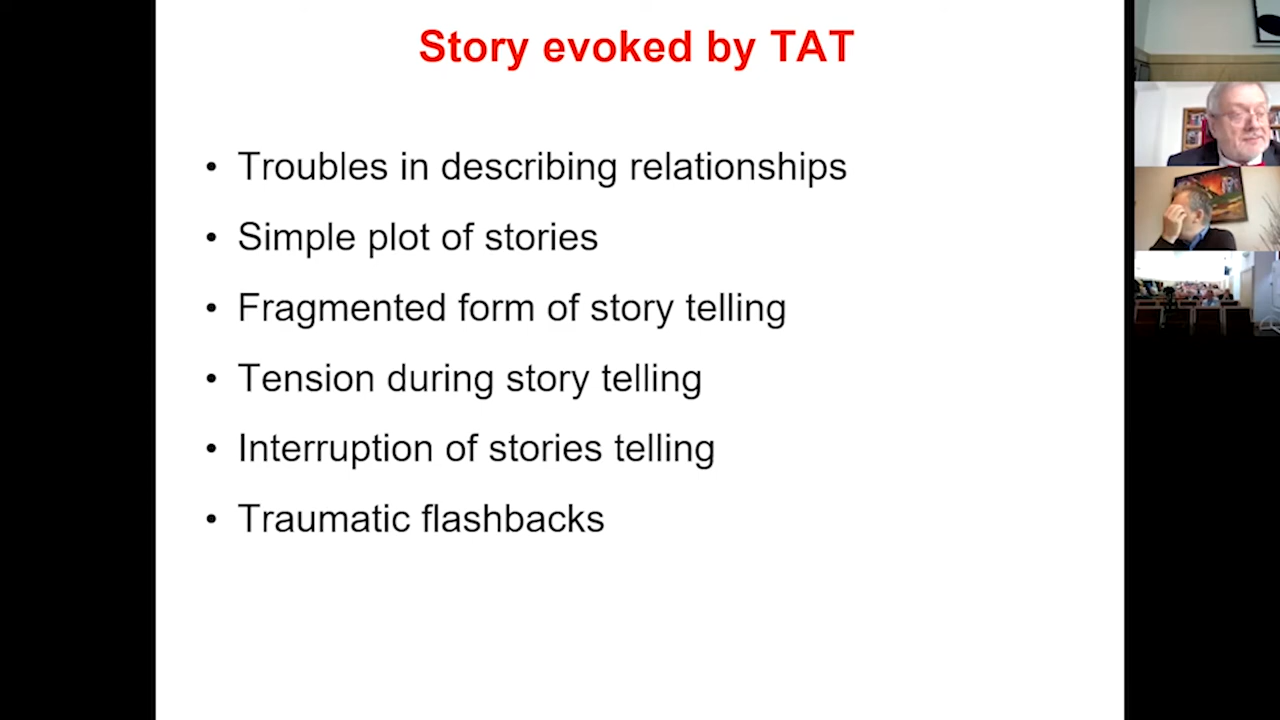 Story evoked by TAT
• Troubles in describing relationships
• Simple plot of stories
• Fragmented form of story telling
• Tension during story telling
• Interruption of stories telling
• Traumatic flashbacks